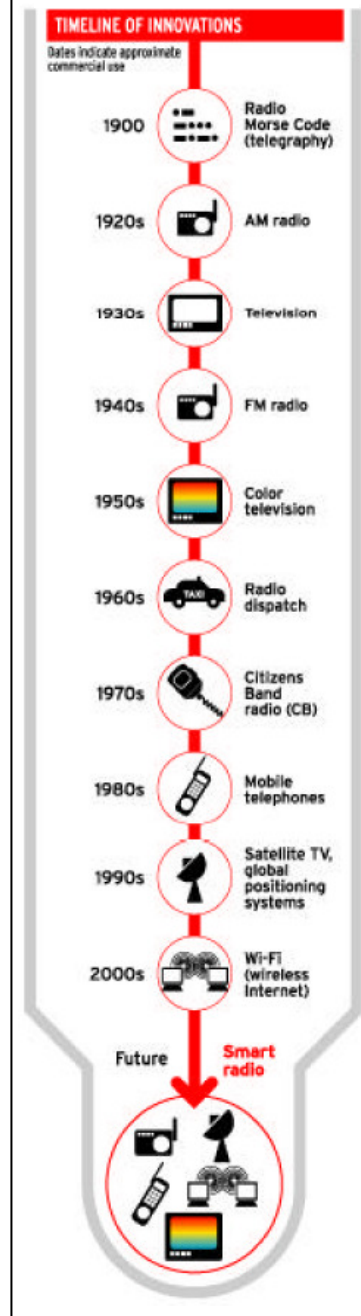 TIMELINE OF INNOVATIONS
Dates indicate approximate
commercial use
1900
Radio
Morse Code
(telegraphy)
1920s
AM radio
1930s
Television
1940s
FM radio
1950s
Color
television
1960s
TAXI
Radio
dispatch
1970s
Citizens
Band
radio (CB)
1980s
Mobile
telephones
1990s
Satellite TV,
global
positioning
systems
2000s
Wi-Fi
(wireless
Internet)
Future
Smart
radio